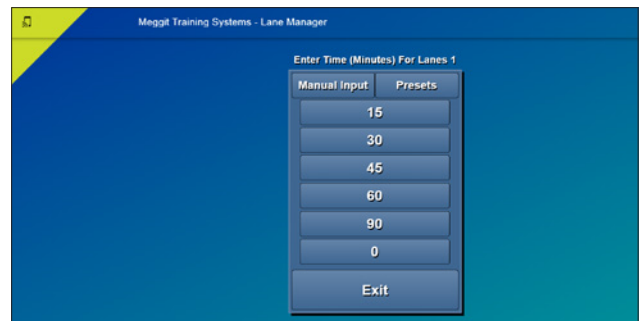 Meggit Training Systems - Lane Manager
Enter Time (Minutes) For Lanes 1
Manual Input Presets
15
30
45
60
90
0
Exit